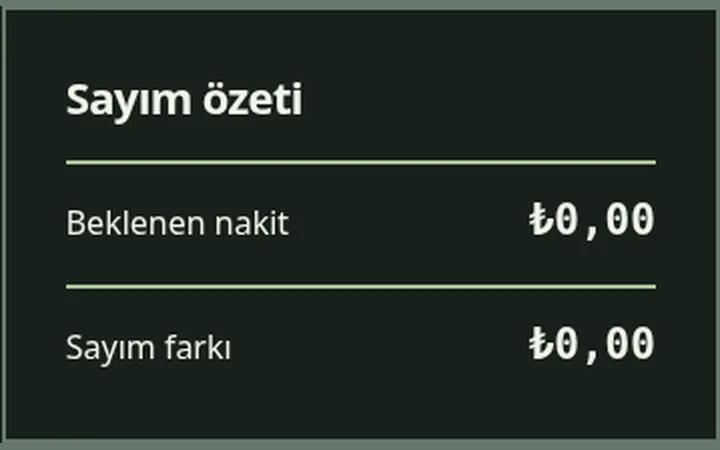 Sayım özeti
Beklenen nakit ₺0,00
Sayım farkı ₺0,00